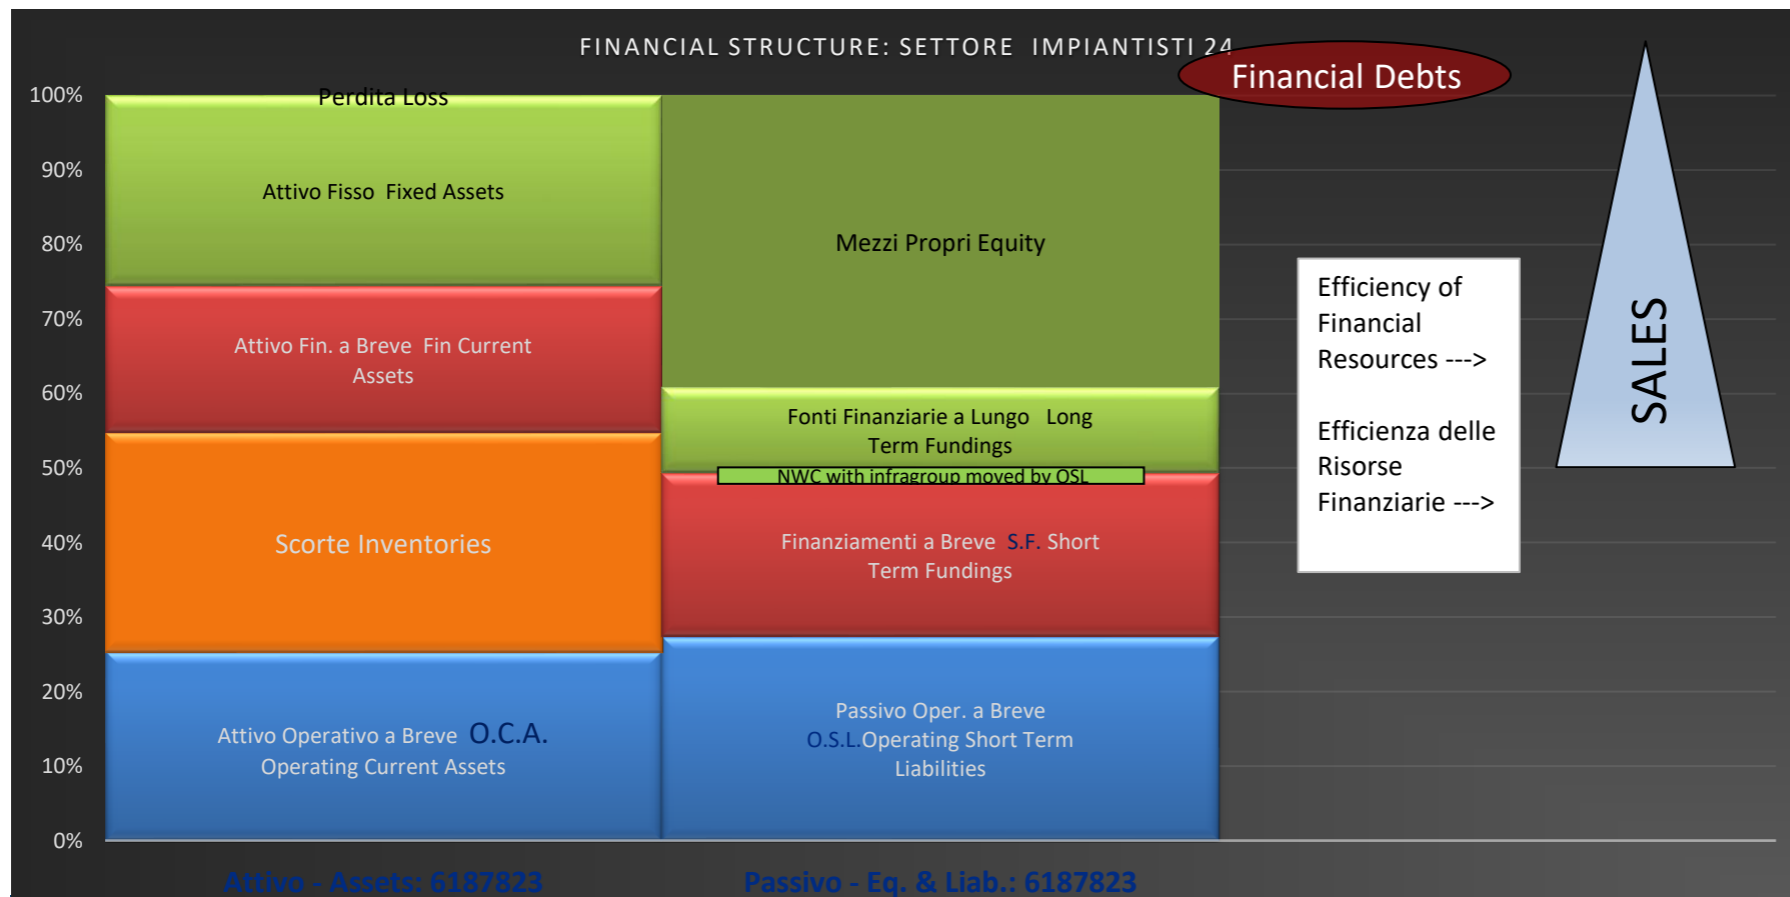 FINANCIAL STRUCTURE: SETTORE IMPIANTISTI 24
Financial Debts
100%
90%
80%
70%
60%
50%
40%
30%
20%
10%
0%
Perdita Loss
Attivo Fisso Fixed Assets
Attivo Fin. a Breve Fin Current
Assets
Scorte Inventories
Attivo Operativo a Breve O.C.A.
Operating Current Assets
Mezzi Propri Equity
Fonti Finanziarie a Lungo Long
Term Fundings
NWC with infragroup moved by OSL
Finanziamenti a Breve S.F. Short
Term Fundings
Passivo Oper. a Breve
O.S.L.Operating Short Term
Liabilities
Efficiency of
Financial
Resources --->
Efficienza delle
Risorse
Finanziarie --->
SALES
Attivo - Assets: 6187823
Passivo - Eq. & Liab.: 6187823